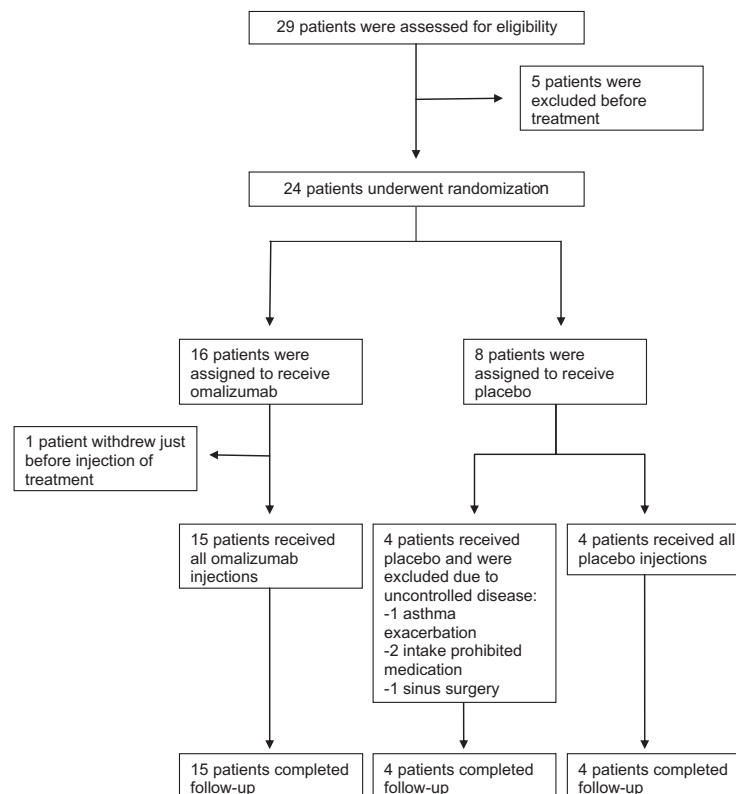 29 patients were assessed for eligibility
5 patients were
excluded before
treatment
24 patients underwent randomization
16 patients were
assigned to receive
omalizumab
8 patients were
assigned to receive
placebo
1 patient withdrew just
before injection of
treatment
15 patients received
all omalizumab
injections
4 patients received
placebo and were
excluded due to
uncontrolled disease:
-1 asthma
exacerbation
-2 intake prohibited
medication
-1 sinus surgery
4 patients received all
placebo injections
15 patients completed
follow-up
4 patients completed
follow-up
4 patients completed
follow-up